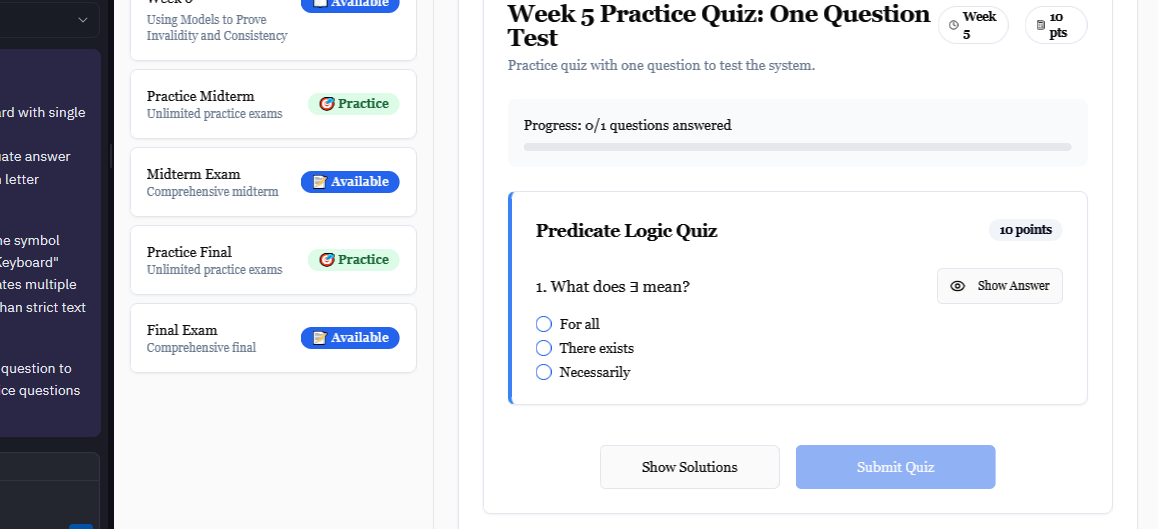 rd with single
ate answer
letter
e symbol
Keyboard"
tes multiple
han strict text
question to
ce questions
Week 6
Using Models to Prove
Invalidity and Consistency
Available
Practice Midterm
Unlimited practice exams
Practice
Midterm Exam
Comprehensive midterm
Available
Practice Final
Unlimited practice exams
Practice
Final Exam
Comprehensive final
Available
Week 5 Practice Quiz: One Question
Test
Week
5
10
pts
Practice quiz with one question to test the system.
Progress: 0/1 questions answered
Predicate Logic Quiz
10 points
1. What does ∃ mean?
Show Answer
For all
There exists
Necessarily
Show Solutions
Submit Quiz